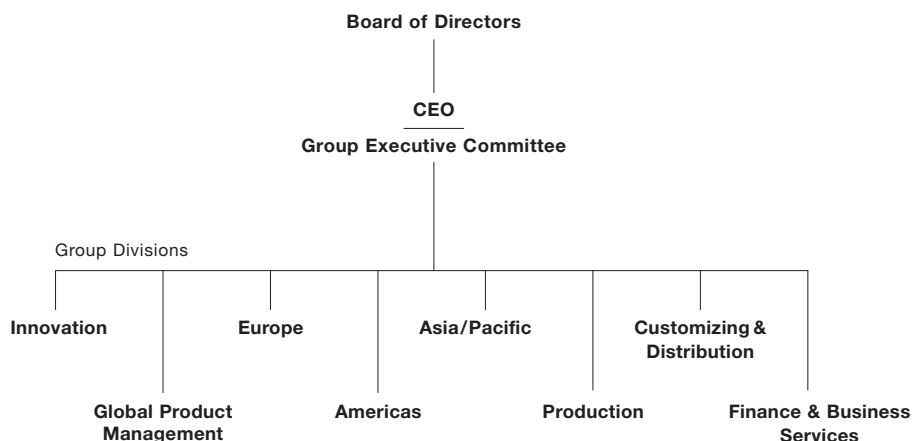 Board of Directors
CEO
Group Executive Committee
Group Divisions
Innovation
Europe
Asia/Pacific
Customizing &
Distribution
Global Product
Management
Americas
Production
Finance & Business
Services